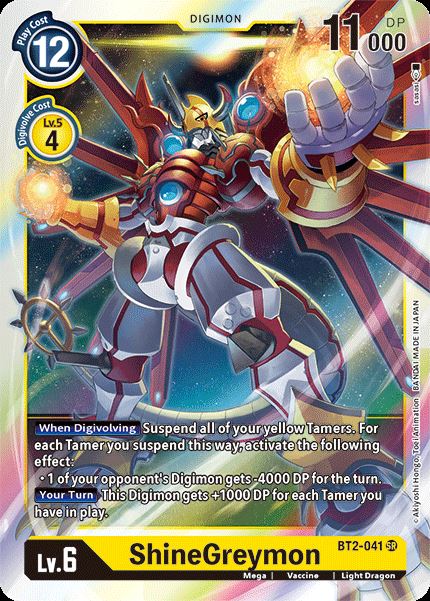 Play Cost
12
DIGIMON
11000
DP
Digivolve Cost
Lv.5
4
©Akiyoshi Hongo, Toei Animation BANDAI MADE IN JAPAN
When Digivolving Suspend all of your yellow Tamers. For
each Tamer you suspend this way, activate the following
effect:
・1 of your opponent's Digimon gets -4000 DP for the turn.
Your Turn This Digimon gets +1000 DP for each Tamer you
have in play.
BT2-041 SR
Lv.6
ShineGreymon
Mega | Vaccine | Light Dragon